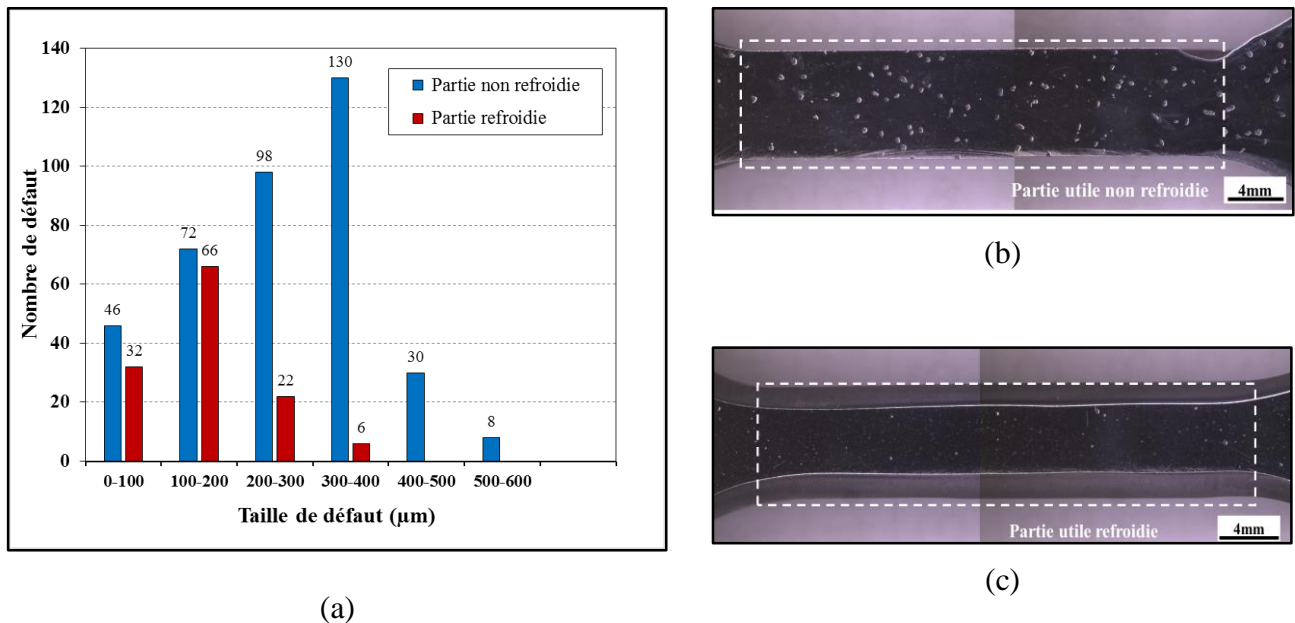 140
120
100
80
60
40
20
0
Nombre de défaut
46
32
72
66
98
22
130
6
30
8
Partie non refroidie
Partie refroidie
0-100
100-200
200-300
300-400
400-500
500-600
Taille de défaut (µm)
(a)
Partie utile non refroidie
4mm
(b)
Partie utile refroidie
4mm
(c)